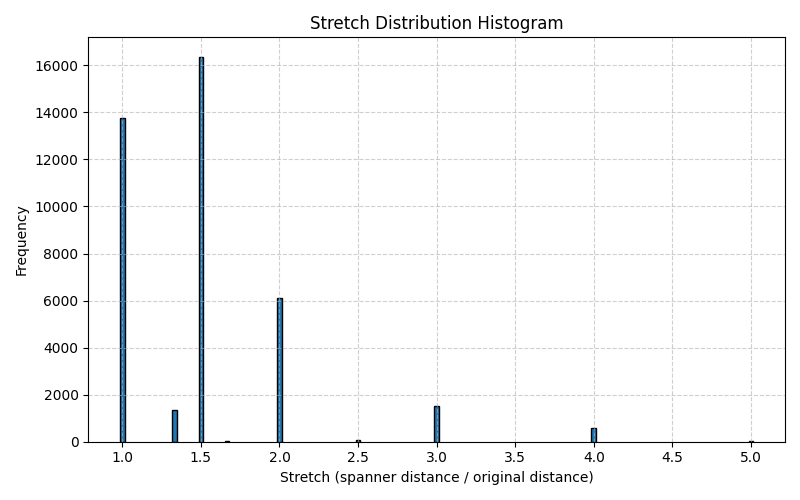 Stretch Distribution Histogram
Frequency
16000
14000
12000
10000
8000
6000
4000
2000
0
1.0 1.5 2.0 2.5 3.0 3.5 4.0 4.5 5.0
Stretch (spanner distance / original distance)